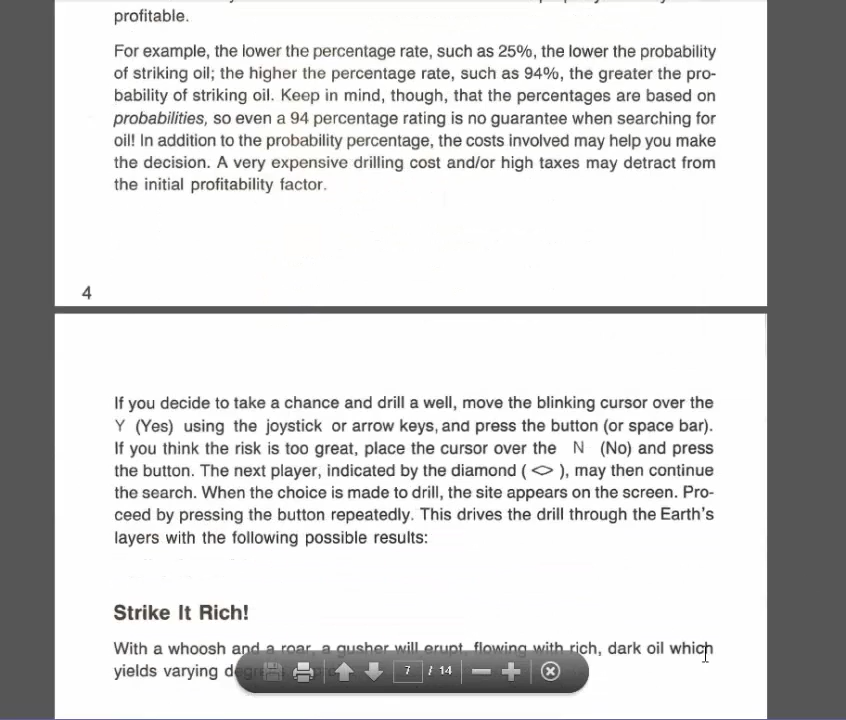 profitable.
For example, the lower the percentage rate, such as 25%, the lower the probability
of striking oil; the higher the percentage rate, such as 94%, the greater the pro-
bability of striking oil. Keep in mind, though, that the percentages are based on
probabilities, so even a 94 percentage rating is no guarantee when searching for
oil! In addition to the probability percentage, the costs involved may help you make
the decision. A very expensive drilling cost and/or high taxes may detract from
the initial profitability factor.
4
If you decide to take a chance and drill a well, move the blinking cursor over the
Y (Yes) using the joystick or arrow keys, and press the button (or space bar).
If you think the risk is too great, place the cursor over the N (No) and press
the button. The next player, indicated by the diamond ( <> ), may then continue
the search. When the choice is made to drill, the site appears on the screen. Pro-
ceed by pressing the button repeatedly. This drives the drill through the Earth's
layers with the following possible results:
Strike It Rich!
With a whoosh and a roar, a gusher will erupt, flowing with rich, dark oil which
yields varying
7 / 14